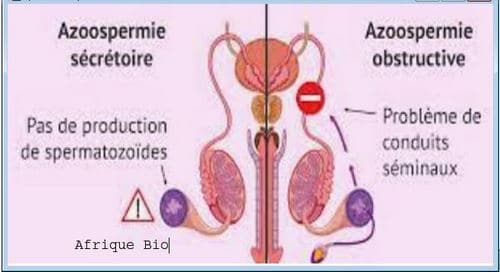 Azoospermie
sécrétoire
Pas de production
de spermatozoïdes
Afrique Bio
Azoospermie
obstructive
Problème de
conduits
séminaux